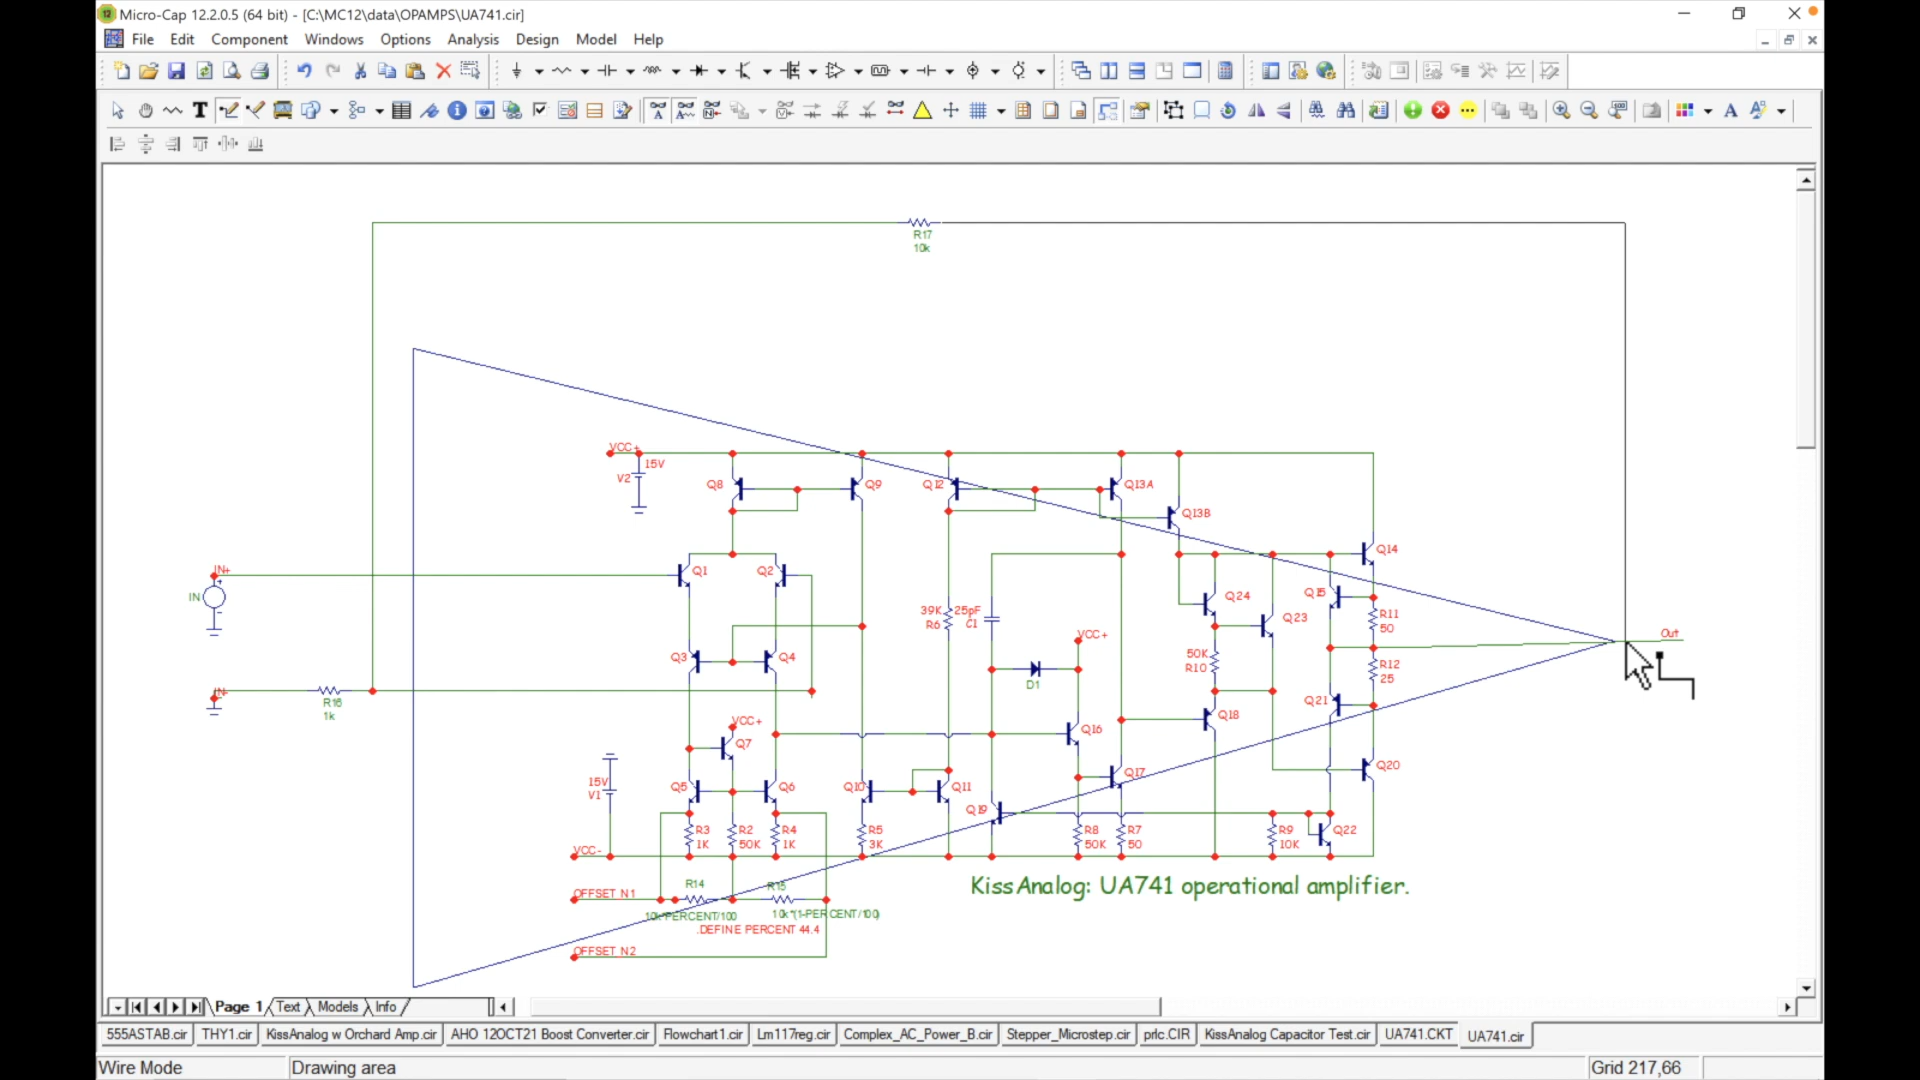 Micro-Cap 12.2.0.5 (64 bit) - [C:\MC12\data\OPAMPS\UA741.cir]
File Edit Component Windows Options Analysis Design Model Help
R17
10k
VCC+
15V
V2
Q8
Q9
Q12
Q13A
Q13B
Q14
IN+
IN
Q1
Q2
Q15
R11
50
Q24
Q23
39K
R6
25pF
C1
VCC+
Out
Q3
Q4
50K
R10
R12
25
D1
IN-
R16
1k
Q21
Q18
VCC+
Q7
Q16
Q20
Q17
15V
V1
Q5
Q6
Q10
Q11
Q19
R3
1K
R2
50K
R4
1K
R5
3K
R8
50K
R7
50
R9
10K
Q22
VCC-
KissAnalog: UA741 operational amplifier.
OFFSET N1
R14
R15
10k*PERCENT/100
10k*(1-PERCENT/100)
.DEFINE PERCENT 44.4
OFFSET N2
Page 1 Text Models Info
555ASTAB.cir THY1.cir KissAnalog w Orchard Amp.cir AHO 12OCT21 Boost Converter.cir Flowchart1.cir Lm117reg.cir Complex_AC_Power_B.cir Stepper_Microstep.cir prlc.CIR KissAnalog Capacitor Test.cir UA741.CKT UA741.cir
Wire Mode Drawing area Grid 217,66